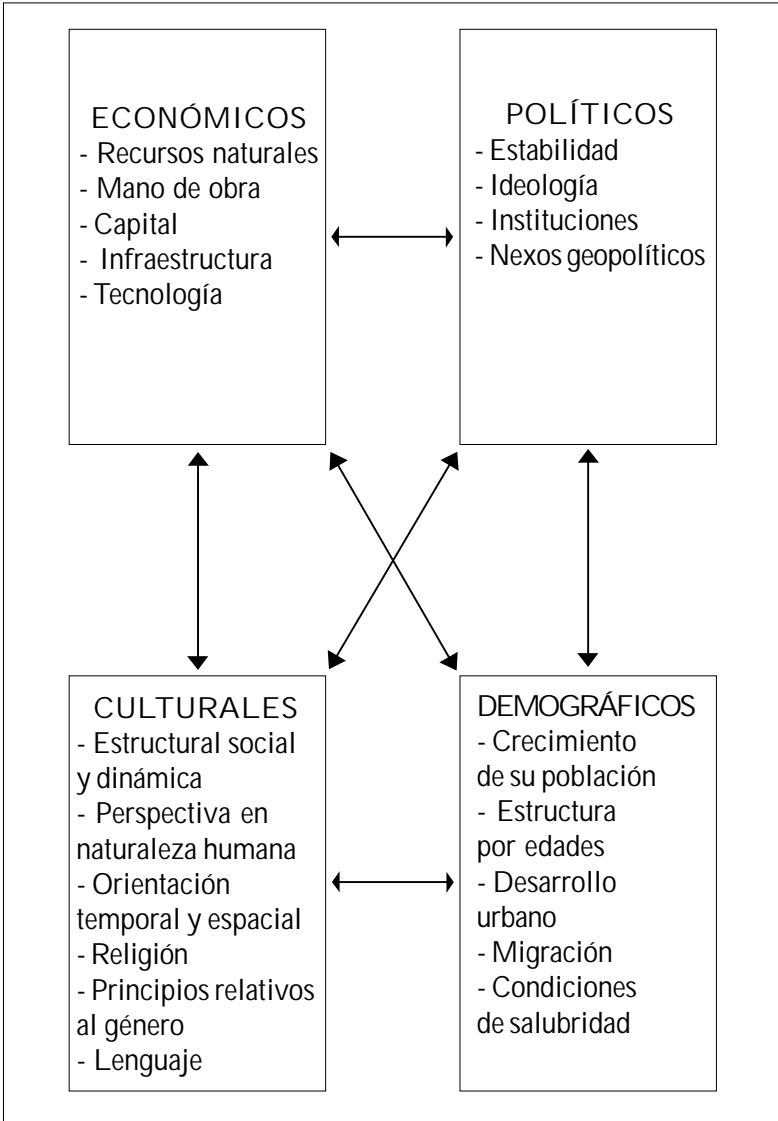 ECONÓMICOS
- Recursos naturales
- Mano de obra
- Capital
- Infraestructura
- Tecnología
POLÍTICOS
- Estabilidad
- Ideología
- Instituciones
- Nexos geopolíticos
CULTURALES
- Estructural social
y dinámica
- Perspectiva en
naturaleza humana
- Orientación
temporal y espacial
- Religión
- Principios relativos
al género
- Lenguaje
DEMOGRÁFICOS
- Crecimiento
de su población
- Estructura
por edades
- Desarrollo
urbano
- Migración
- Condiciones
de salubridad